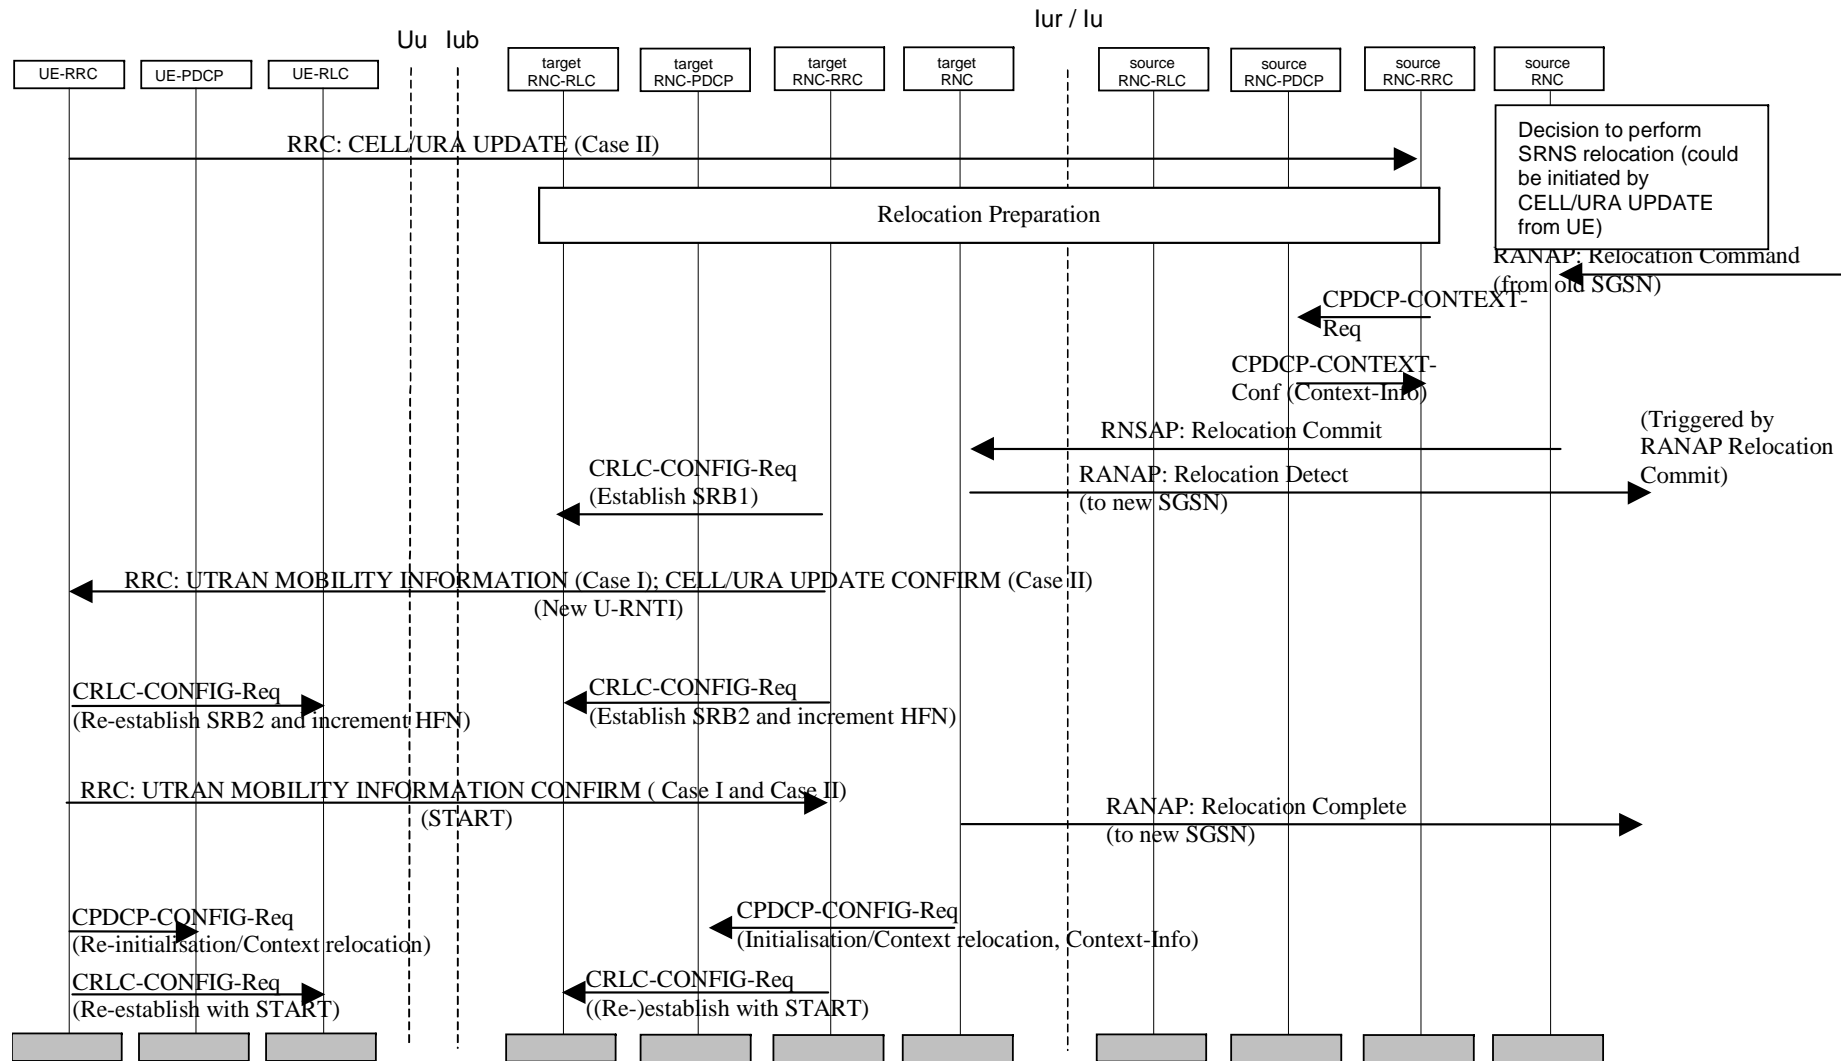 Iur / Iu
Uu
Iub
UE-RRC
UE-PDCP
UE-RLC
target
RNC-RLC
target
RNC-PDCP
target
RNC-RRC
target
RNC
source
RNC-RLC
source
RNC-PDCP
source
RNC-RRC
source
RNC
Decision to perform
SRNS relocation (could
be initiated by
CELL/URA UPDATE
from UE)
RRC: CELL/URA UPDATE (Case II)
Relocation Preparation
RANAP: Relocation Command
(from old SGSN)
CPDCP-CONTEXT-
Req
CPDCP-CONTEXT-
Conf (Context-Info)
RNSAP: Relocation Commit
(Triggered by
RANAP Relocation
Commit)
CRLC-CONFIG-Req
(Establish SRB1)
RANAP: Relocation Detect
(to new SGSN)
RRC: UTRAN MOBILITY INFORMATION (Case I); CELL/URA UPDATE CONFIRM (Case II)
(New U-RNTI)
CRLC-CONFIG-Req
(Re-establish SRB2 and increment HFN)
CRLC-CONFIG-Req
(Establish SRB2 and increment HFN)
RRC: UTRAN MOBILITY INFORMATION CONFIRM ( Case I and Case II)
(START)
RANAP: Relocation Complete
(to new SGSN)
CPDCP-CONFIG-Req
(Re-initialisation/Context relocation)
CPDCP-CONFIG-Req
(Initialisation/Context relocation, Context-Info)
CRLC-CONFIG-Req
(Re-establish with START)
CRLC-CONFIG-Req
((Re-)establish with START)